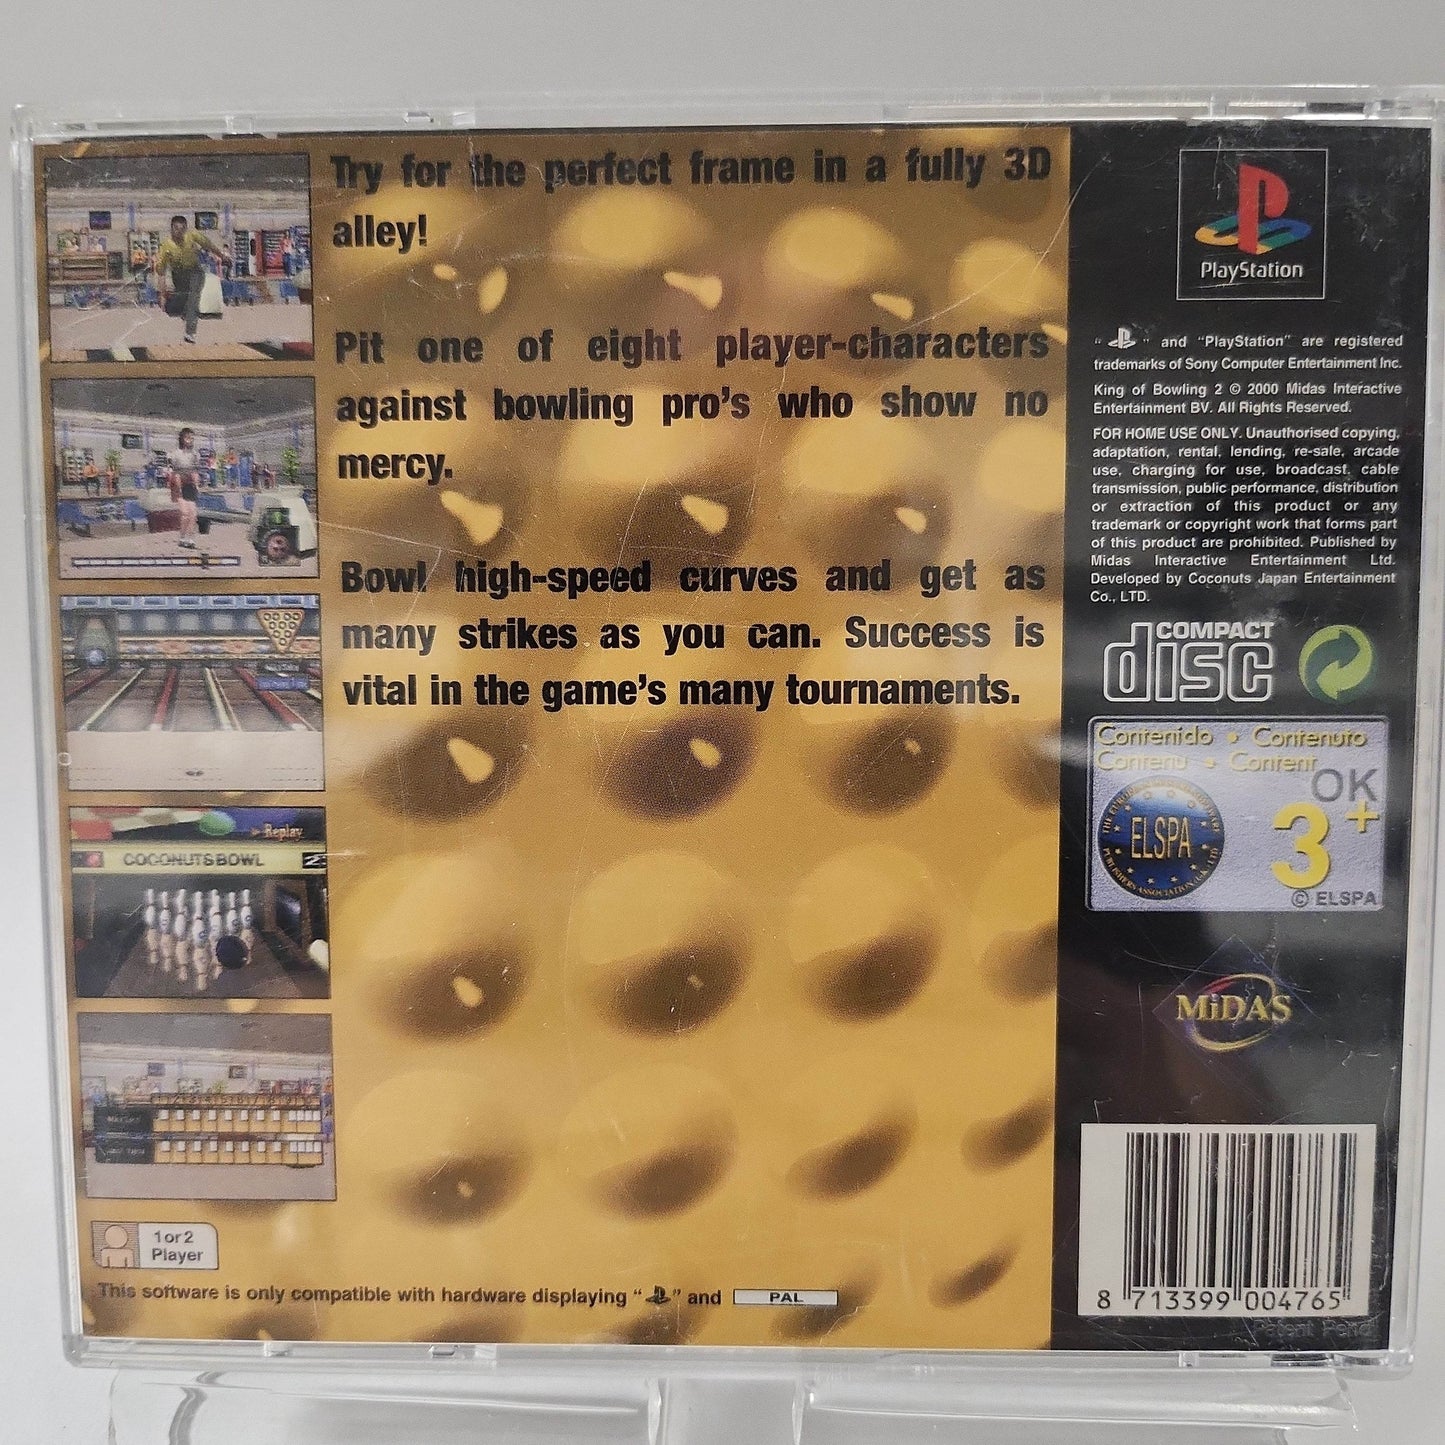 Try for the perfect frame in a fully 3D
alley!
Pit one of eight player-characters
against bowling pro's who show no
mercy.
Bowl high-speed curves and get as
many strikes as you can. Success is
vital in the game's many tournaments.
Replay
COCONUTS BOWL 2
1 or 2
Player
This software is only compatible with hardware displaying " " and PAL
PlayStation
" " and "PlayStation" are registered
trademarks of Sony Computer Entertainment Inc.
King of Bowling 2 © 2000 Midas Interactive
Entertainment BV. All Rights Reserved.
FOR HOME USE ONLY. Unauthorised copying,
adaptation, rental, lending, re-sale, arcade
use, charging for use, broadcast, cable
transmission, public performance, distribution
or extraction of this product or any
trademark or copyright work that forms part
of this product are prohibited. Published by
Midas Interactive Entertainment Ltd.
Developed by Coconuts Japan Entertainment
Co., LTD.
COMPACT
disc
Contenido • Contenuto
Contenu • Content
OK
3+
ELSPA
© ELSPA
MiDAS
8 713399 004765
Patent Pend